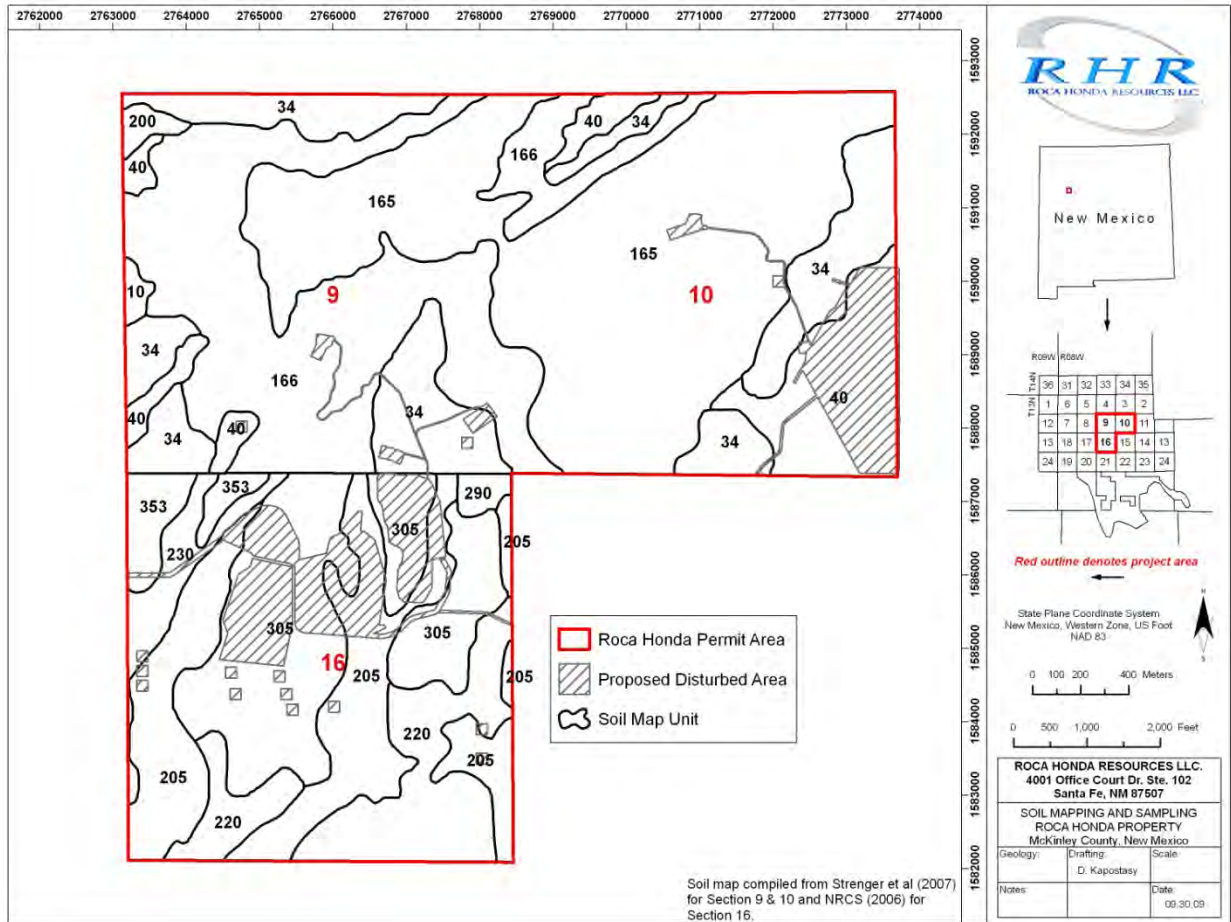 2762000 2763000 2764000 2765000 2766000 2767000 2768000 2769000 2770000 2771000 2772000 2773000 2774000
1593000
1592000
1591000
1590000
1589000
1588000
1587000
1586000
1585000
1584000
1583000
1582000
34
200
40
34
40
166
40
165
165
10
9
10
34
34
166
40
34
40
40
34
34
353
353
290
305
205
230
305
305
16
205
205
220
205
205
220
Roca Honda Permit Area
Proposed Disturbed Area
Soil Map Unit
Soil map compiled from Strenger et al (2007)
for Section 9 & 10 and NRCS (2006) for
Section 16.
RHR
ROCA HONDA RESOURCES LLC
New Mexico
R09W R08W
T14N
36 31 32 33 34 35
T13N
1 6 5 4 3 2
12 7 8 9 10 11
13 18 17 16 15 14 13
24 19 20 21 22 23 24
Red outline denotes project area
N
State Plane Coordinate System
New Mexico, Western Zone, US Foot
NAD 83
S
0 100 200 400 Meters
0 500 1,000 2,000 Feet
ROCA HONDA RESOURCES LLC.
4001 Office Court Dr. Ste. 102
Santa Fe, NM 87507
SOIL MAPPING AND SAMPLING
ROCA HONDA PROPERTY
McKinley County, New Mexico
Geology: Drafting: Scale:
D. Kapostasy
Notes: Date:
09.30.09